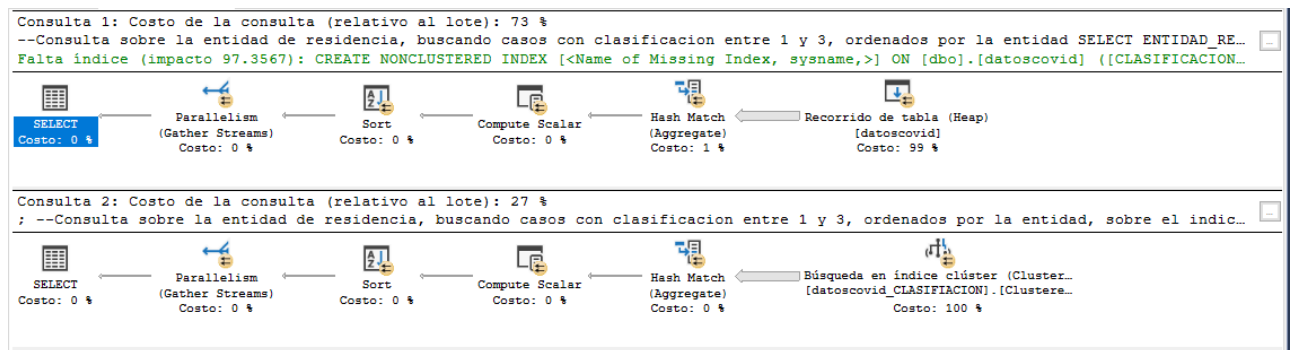 Consulta 1: Costo de la consulta (relativo al lote): 73 %
--Consulta sobre la entidad de residencia, buscando casos con clasificacion entre 1 y 3, ordenados por la entidad SELECT ENTIDAD_RE…
Falta índice (impacto 97.3567): CREATE NONCLUSTERED INDEX [<Name of Missing Index, sysname,>] ON [dbo].[datoscovid] ([CLASIFICACION…
SELECT
Costo: 0 %
Parallelism
(Gather Streams)
Costo: 0 %
Sort
Costo: 0 %
Compute Scalar
Costo: 0 %
Hash Match
(Aggregate)
Costo: 1 %
Recorrido de tabla (Heap)
[datoscovid]
Costo: 99 %
Consulta 2: Costo de la consulta (relativo al lote): 27 %
; --Consulta sobre la entidad de residencia, buscando casos con clasificacion entre 1 y 3, ordenados por la entidad, sobre el indic…
SELECT
Costo: 0 %
Parallelism
(Gather Streams)
Costo: 0 %
Sort
Costo: 0 %
Compute Scalar
Costo: 0 %
Hash Match
(Aggregate)
Costo: 0 %
Búsqueda en índice clúster (Cluster…
[datoscovid_CLASIFIACION].[Clustere…
Costo: 100 %